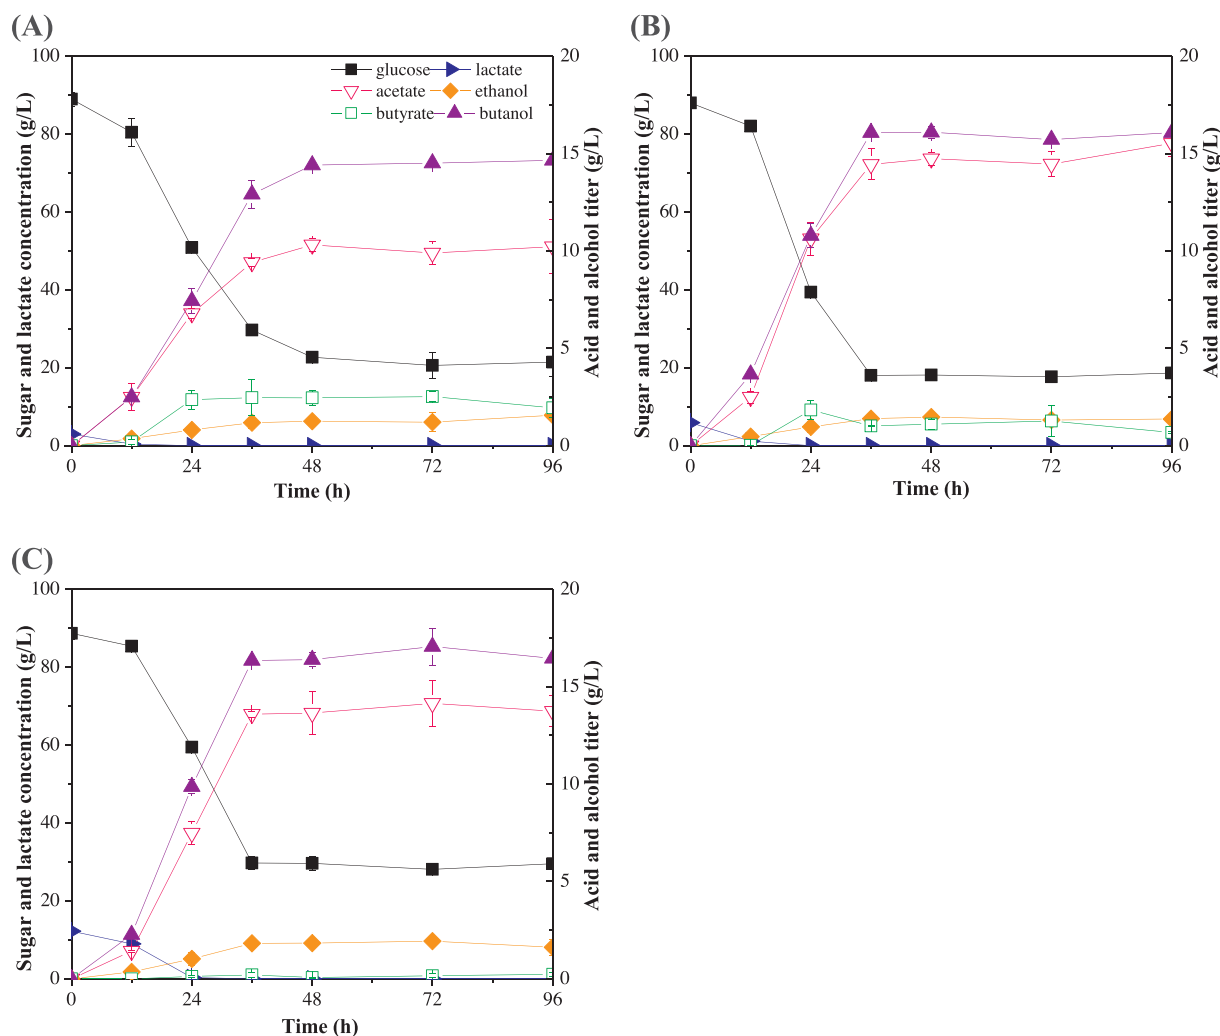 (A)
100
80
60
40
20
0
Sugar and lactate concentration (g/L)
glucose lactate
acetate ethanol
butyrate butanol
20
15
10
5
0
Acid and alcohol titer (g/L)
0 24 48 72 96
Time (h)
(B)
100
80
60
40
20
0
Sugar and lactate concentration (g/L)
20
15
10
5
0
Acid and alcohol titer (g/L)
0 24 48 72 96
Time (h)
(C)
100
80
60
40
20
0
Sugar and lactate concentration (g/L)
20
15
10
5
0
Acid and alcohol titer (g/L)
0 24 48 72 96
Time (h)